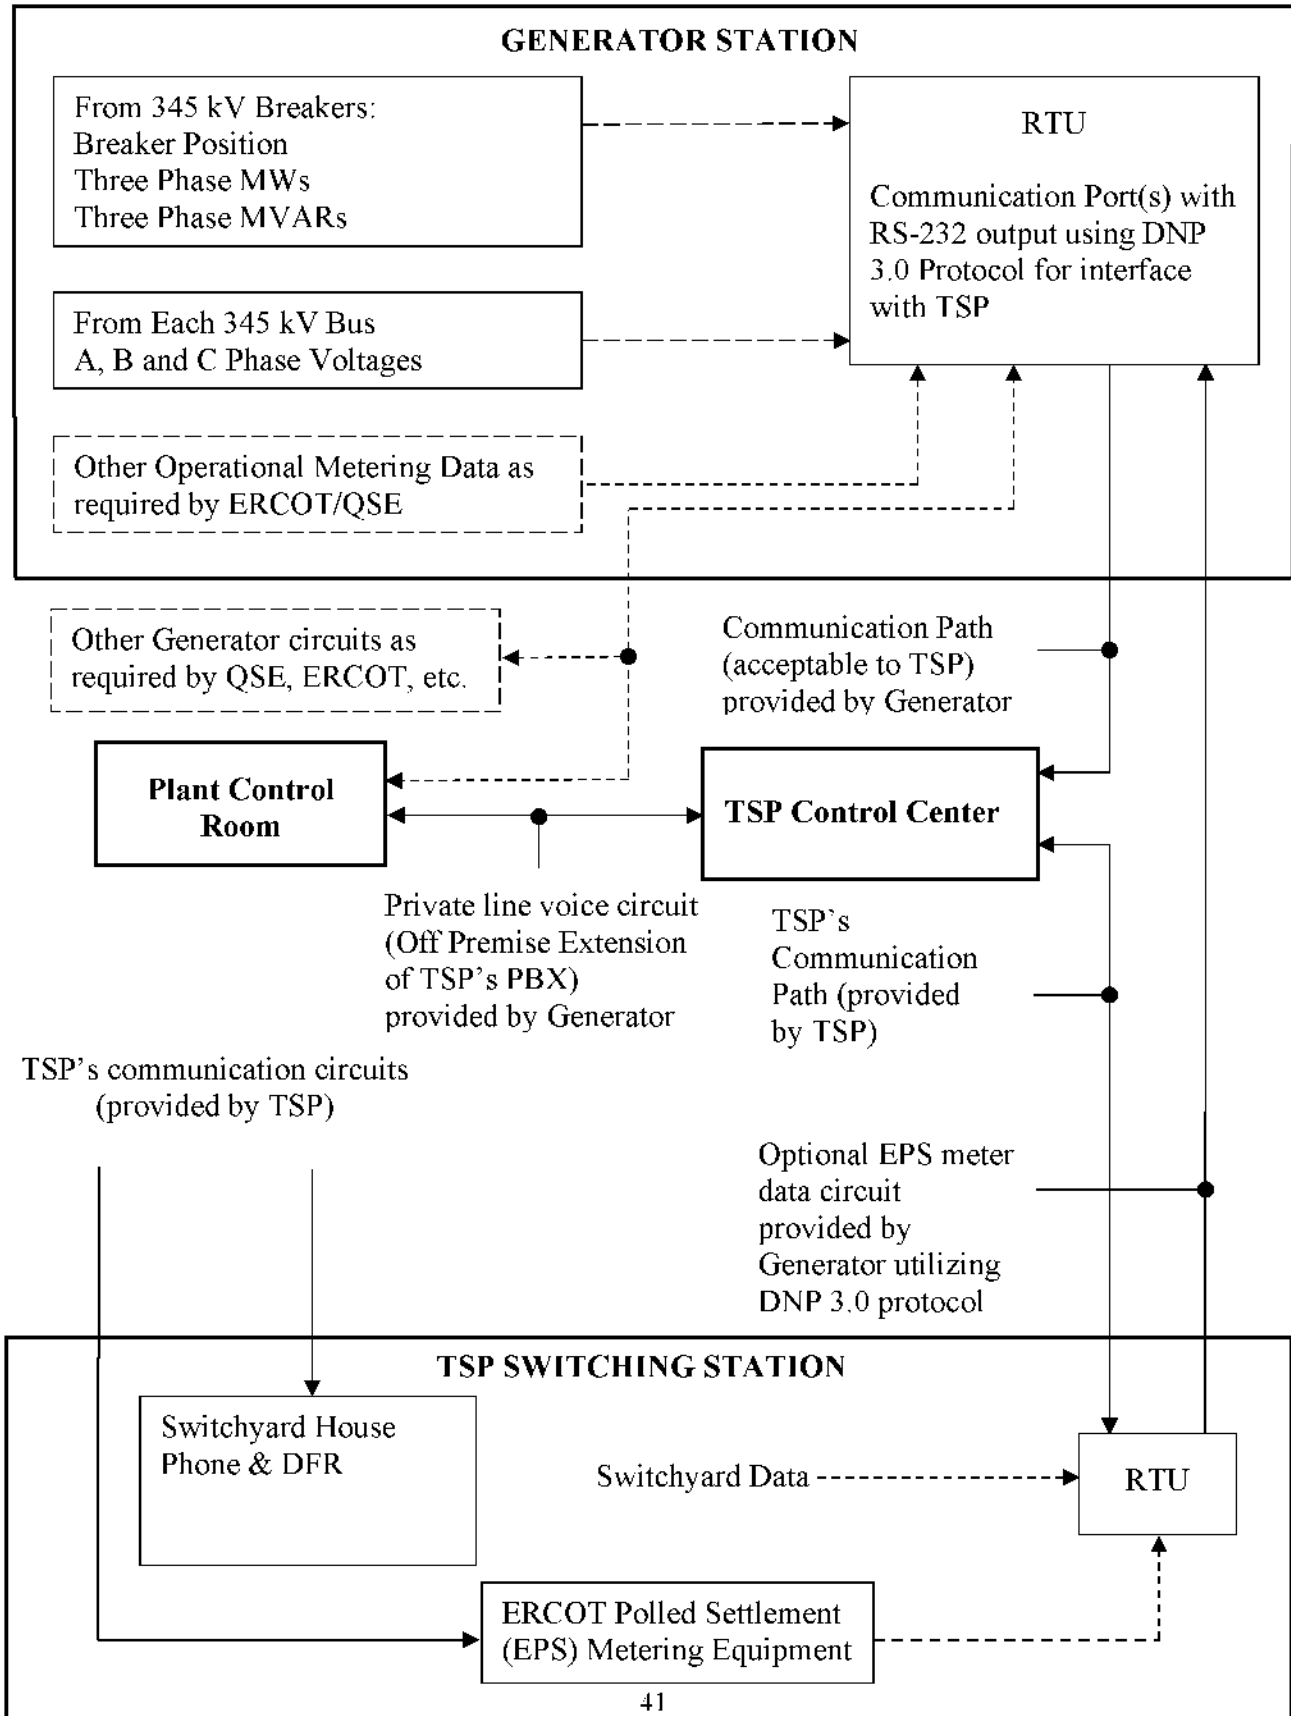 GENERATOR STATION
From 345 kV Breakers:
Breaker Position
Three Phase MWs
Three Phase MVARs
RTU
Communication Port(s) with
RS-232 output using DNP
3.0 Protocol for interface
with TSP
From Each 345 kV Bus
A, B and C Phase Voltages
Other Operational Metering Data as
required by ERCOT/QSE
Other Generator circuits as
required by QSE, ERCOT, etc.
Communication Path
(acceptable to TSP)
provided by Generator
Plant Control
Room
TSP Control Center
Private line voice circuit
(Off Premise Extension
of TSP's PBX)
provided by Generator
TSP's
Communication
Path (provided
by TSP)
TSP's communication circuits
(provided by TSP)
Optional EPS meter
data circuit
provided by
Generator utilizing
DNP 3.0 protocol
TSP SWITCHING STATION
Switchyard House
Phone & DFR
Switchyard Data
RTU
ERCOT Polled Settlement
(EPS) Metering Equipment
41